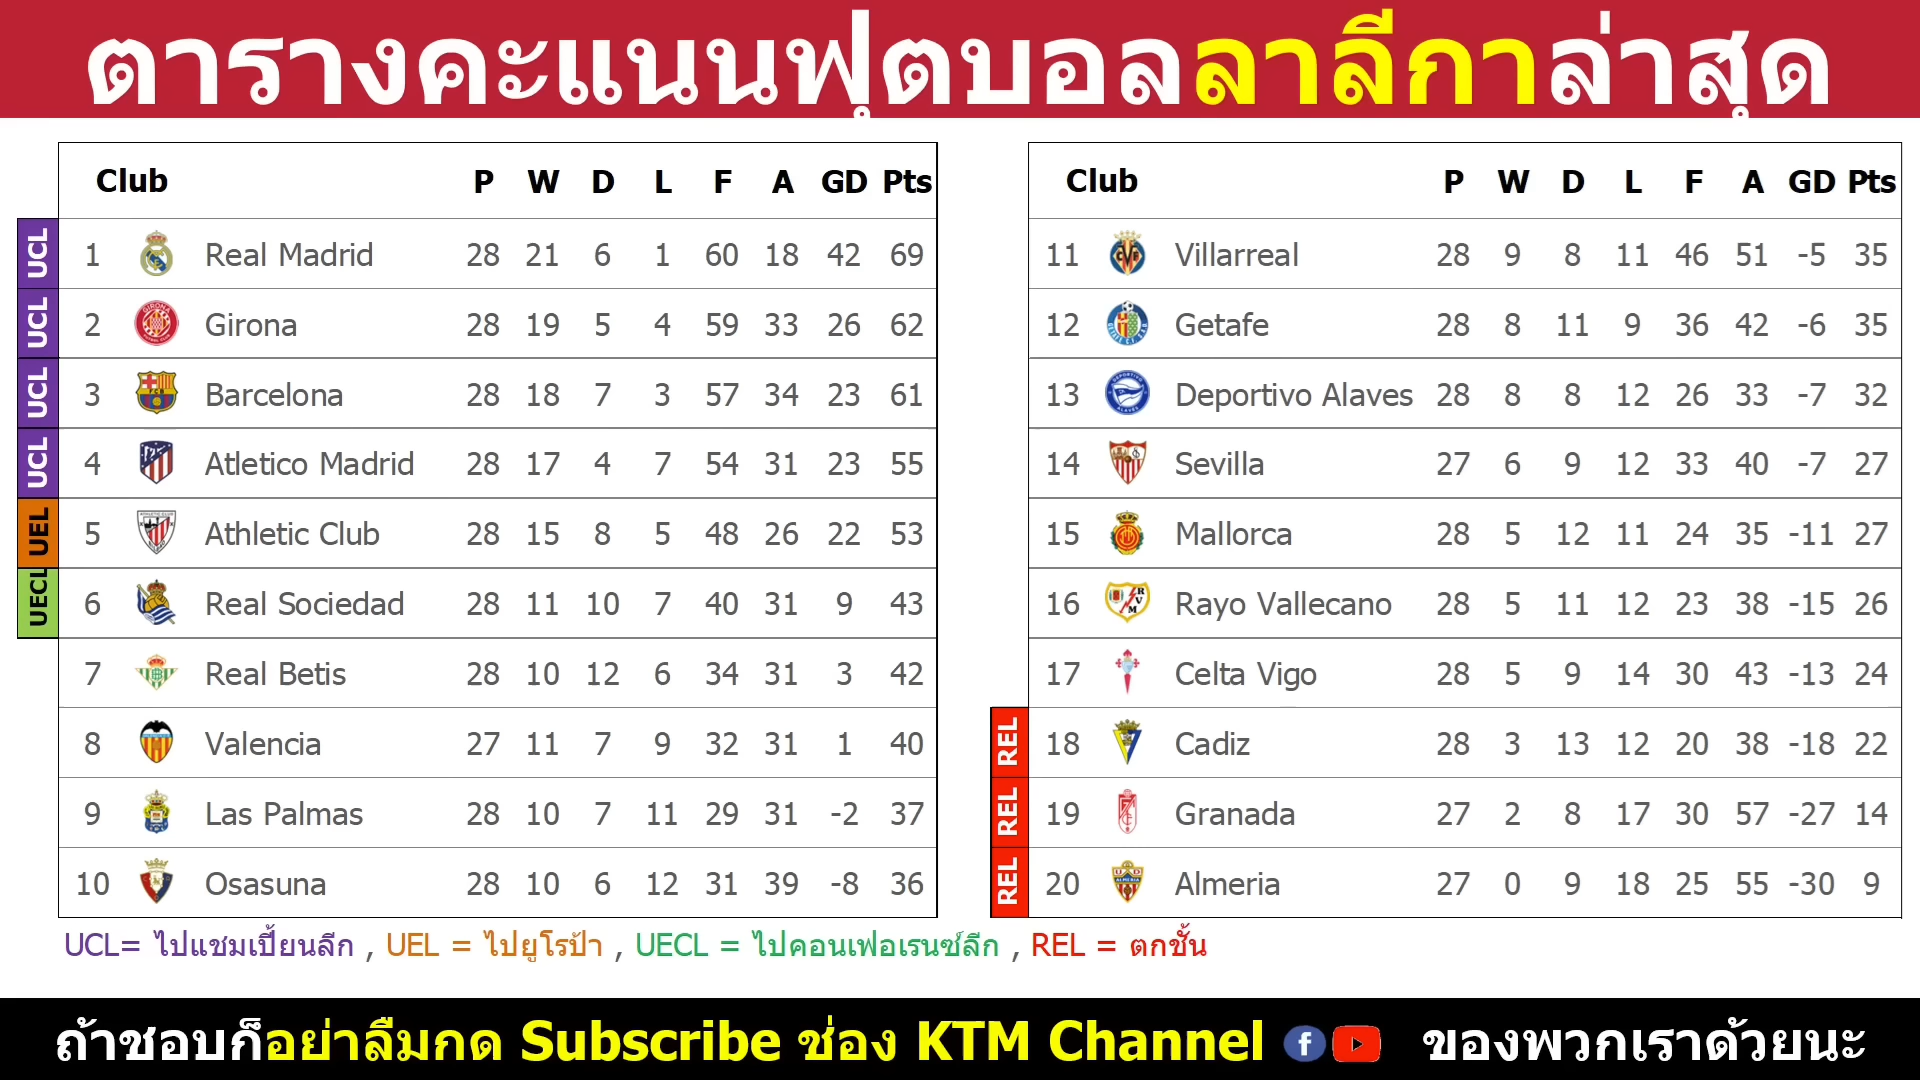 ตารางคะแนนฟุตบอลลาลีกาล่าสุด
Club P W D L F A GD Pts
UCL 1 Real Madrid 28 21 6 1 60 18 42 69
UCL 2 Girona 28 19 5 4 59 33 26 62
UCL 3 Barcelona 28 18 7 3 57 34 23 61
UCL 4 Atletico Madrid 28 17 4 7 54 31 23 55
UEL 5 Athletic Club 28 15 8 5 48 26 22 53
UECL 6 Real Sociedad 28 11 10 7 40 31 9 43
7 Real Betis 28 10 12 6 34 31 3 42
8 Valencia 27 11 7 9 32 31 1 40
9 Las Palmas 28 10 7 11 29 31 -2 37
10 Osasuna 28 10 6 12 31 39 -8 36
Club P W D L F A GD Pts
11 Villarreal 28 9 8 11 46 51 -5 35
12 Getafe 28 8 11 9 36 42 -6 35
13 Deportivo Alaves 28 8 8 12 26 33 -7 32
14 Sevilla 27 6 9 12 33 40 -7 27
15 Mallorca 28 5 12 11 24 35 -11 27
16 Rayo Vallecano 28 5 11 12 23 38 -15 26
17 Celta Vigo 28 5 9 14 30 43 -13 24
REL 18 Cadiz 28 3 13 12 20 38 -18 22
REL 19 Granada 27 2 8 17 30 57 -27 14
REL 20 Almeria 27 0 9 18 25 55 -30 9
UCL= ไปแชมเปี้ยนลีก , UEL = ไปยูโรป้า , UECL = ไปคอนเฟอเรนซ์ลีก , REL = ตกชั้น
ถ้าชอบก็อย่าลืมกด Subscribe ช่อง KTM Channel ของพวกเราด้วยนะ